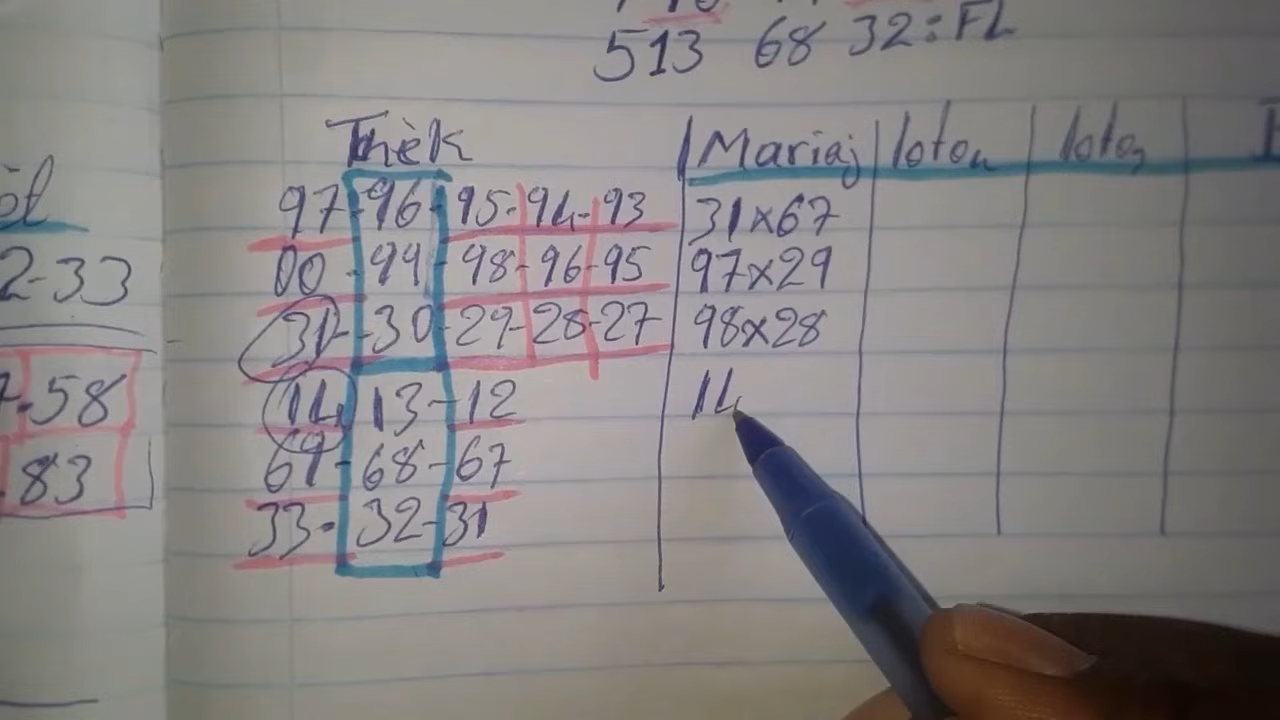 513 68 32:FL
Thèk
Mariaj loto loto
2-33
58
83
97-96-95-94-93
00-99-98-96-95
31-30-29-28-27
14 13-12
69-68-67
33-32-31
31x67
97x29
98x28
14